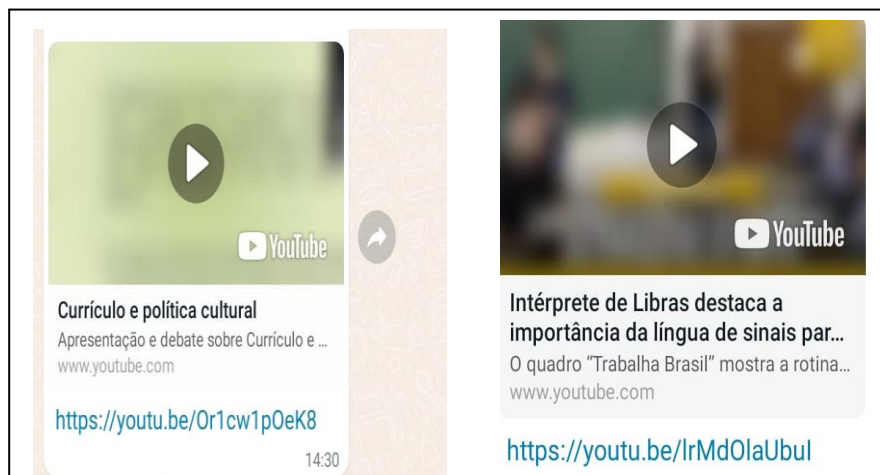 YouTube
Currículo e política cultural
Apresentação e debate sobre Currículo e ...
www.youtube.com
https://youtu.be/Or1cw1pOeK8
14:30
YouTube
Intérprete de Libras destaca a
importância da língua de sinais par...
O quadro "Trabalha Brasil" mostra a rotina...
www.youtube.com
https://youtu.be/lrMdOlaUbuI